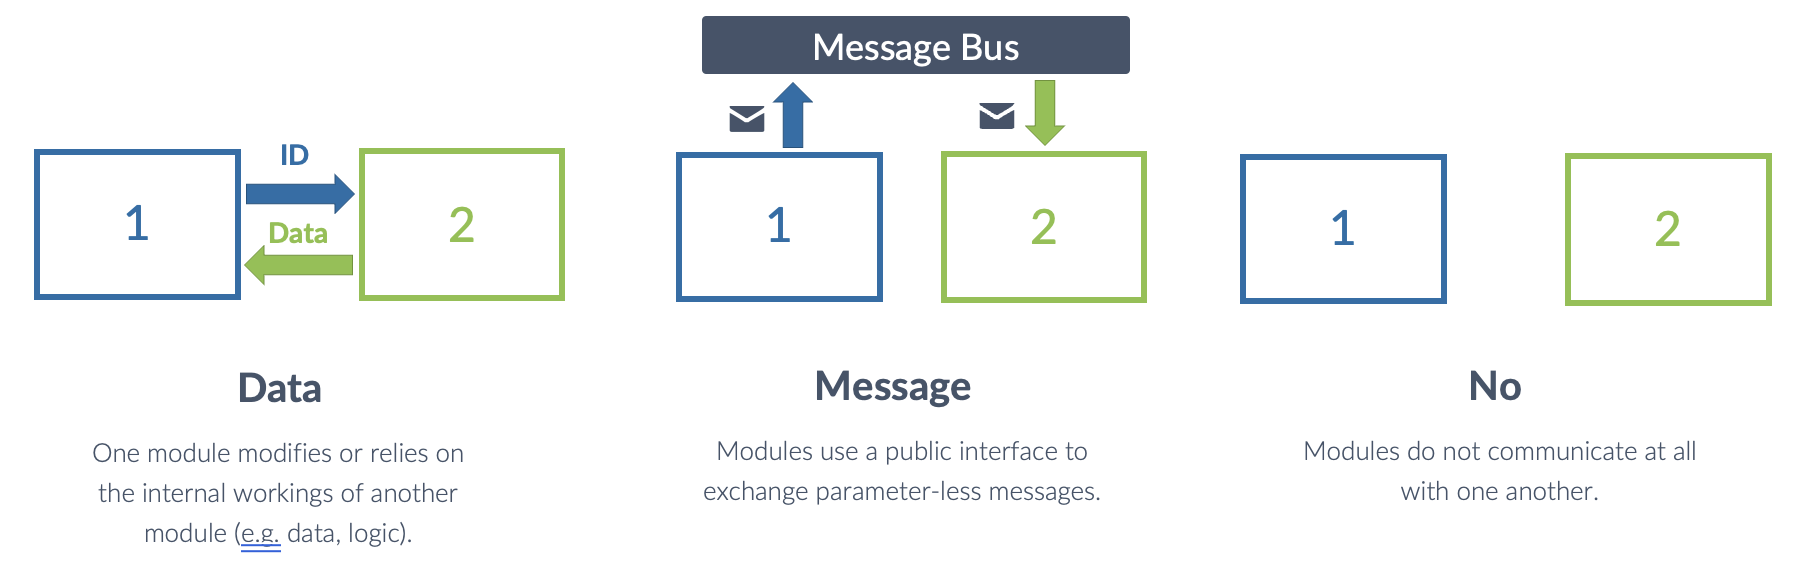 Message Bus
ID
Data
1
2
1
2
1
2
Data
One module modifies or relies on
the internal workings of another
module (e.g. data, logic).
Message
Modules use a public interface to
exchange parameter-less messages.
No
Modules do not communicate at all
with one another.